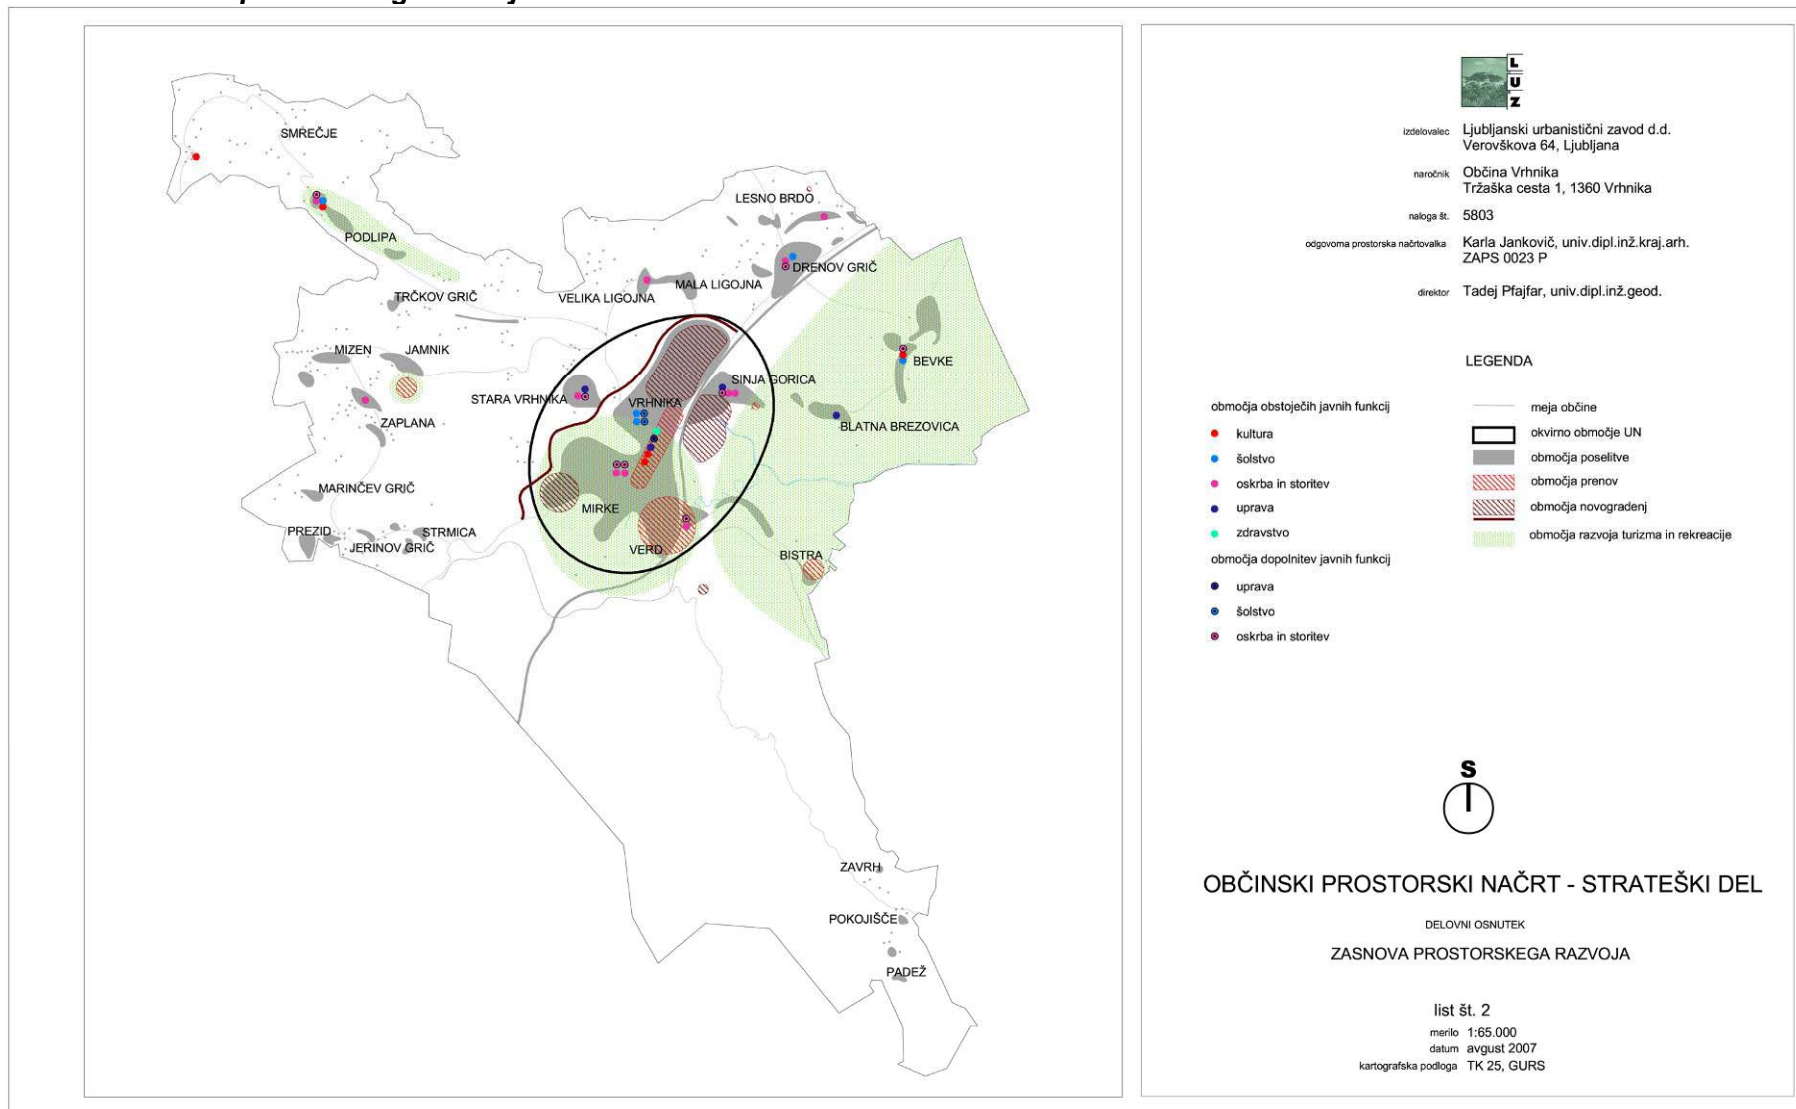 SMREČJE
PODLIPA
TRČKOV GRIČ
MIZEN
JAMNIK
ZAPLANA
MARINČEV GRIČ
PREZID
JERINOV GRIČ
STRMICA
LESNO BRDO
DRENOV GRIČ
MALA LIGOJNA
VELIKA LIGOJNA
STARA VRHNIKA
VRHNIKA
SINJA GORICA
BEVKE
BLATNA BREZOVICA
MIRKE
VERD
BISTRA
ZAVRH
POKOJIŠČE
PADEŽ
L
U
Z
izdelovalec Ljubljanski urbanistični zavod d.d.
Verovškova 64, Ljubljana
naročnik Občina Vrhnika
Tržaška cesta 1, 1360 Vrhnika
naloga št. 5803
odgovorna prostorska načrtovalka Karla Jankovič, univ.dipl.inž.kraj.arh.
ZAPS 0023 P
direktor Tadej Pfajfar, univ.dipl.inž.geod.
LEGENDA
območja obstoječih javnih funkcij
kultura
šolstvo
oskrba in storitev
uprava
zdravstvo
območja dopolnitev javnih funkcij
uprava
šolstvo
oskrba in storitev
meja občine
okvirno območje UN
območja poselitve
območja prenov
območja novogradenj
območja razvoja turizma in rekreacije
S
OBČINSKI PROSTORSKI NAČRT - STRATEŠKI DEL
DELOVNI OSNUTEK
ZASNOVA PROSTORSKEGA RAZVOJA
list št. 2
merilo 1:65.000
datum avgust 2007
kartografska podloga TK 25, GURS